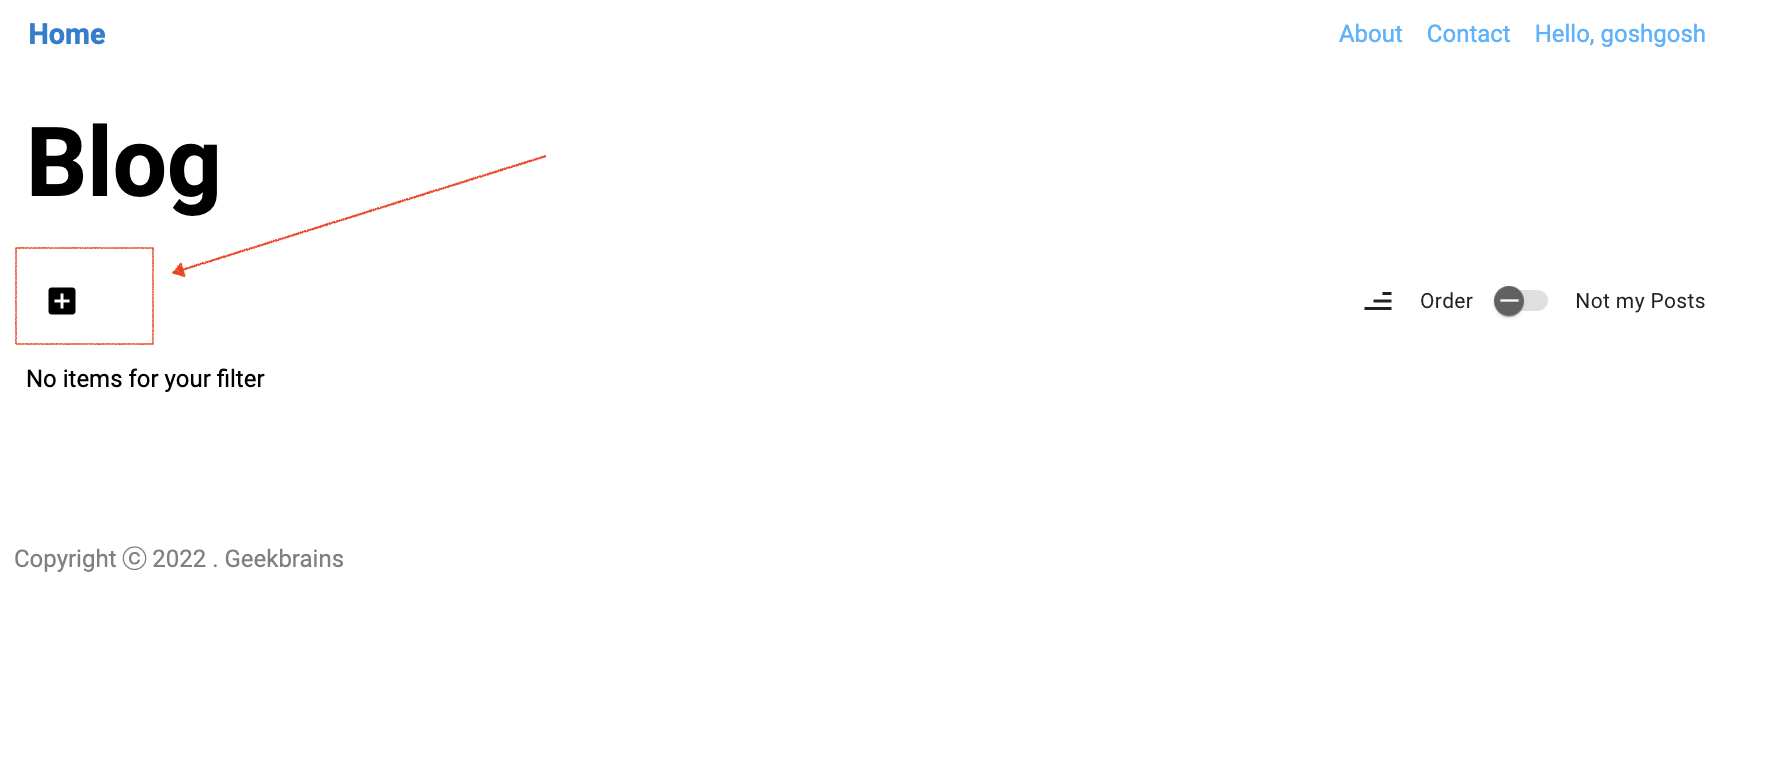 Home About Contact Hello, goshgosh
Blog
Order Not my Posts
No items for your filter
Copyright ⓒ 2022 . Geekbrains